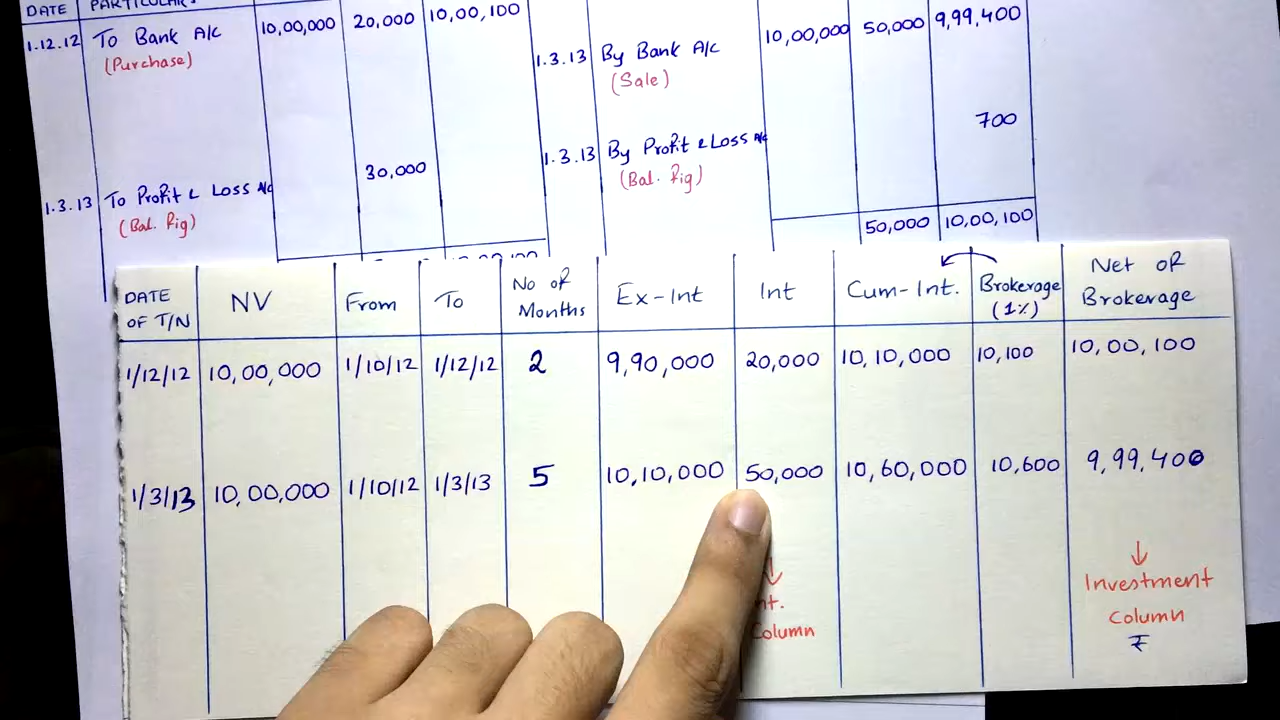 DATE PARTICULARS
1.12.12 To Bank A/c 10,00,000 20,000 10,00,100
(Purchase)
1.3.13 To Profit & Loss A/c 30,000
(Bal. Fig)
10,00,000 50,000 9,99,400
1.3.13 By Bank A/c
(Sale)
700
1.3.13 By Profit & Loss A/c
(Bal. Fig)
50,000 10,00,100
DATE OF T/N NV From To No of Months Ex-Int Int Cum-Int. Brokerage (1%) Net of Brokerage
1/12/12 10,00,000 1/10/12 1/12/12 2 9,90,000 20,000 10,10,000 10,100 10,00,100
1/3/13 10,00,000 1/10/12 1/3/13 5 10,10,000 50,000 10,60,000 10,600 9,99,400
↓ ↓
nt. Investment
Column Column
₹